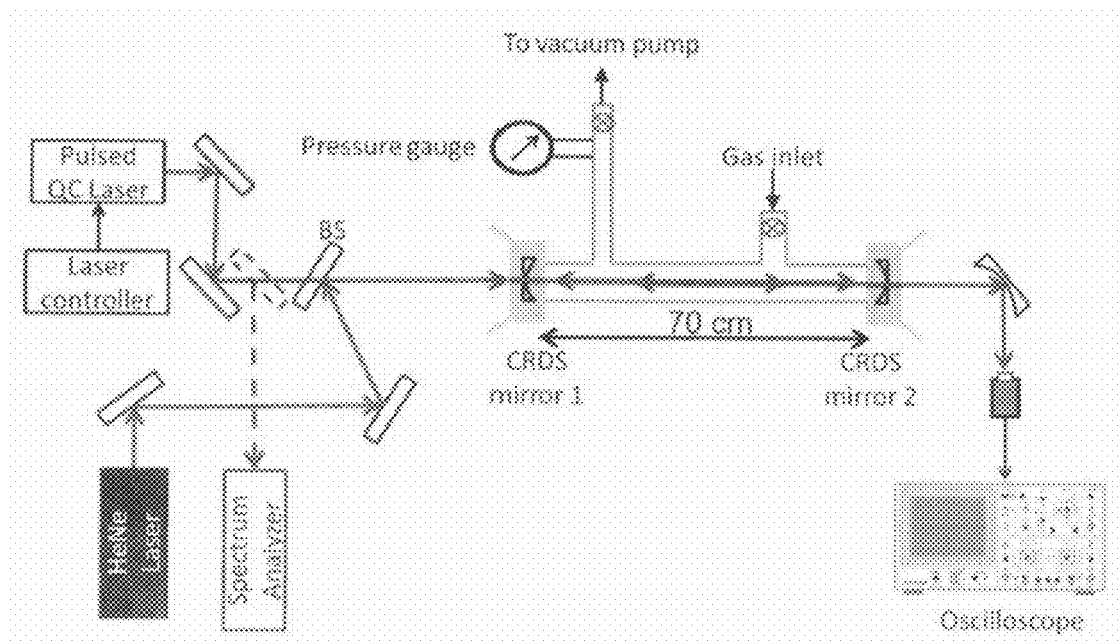 To vacuum pump
Pressure gauge
Gas inlet
Pulsed
QC Laser
BS
Laser
controller
70 cm
CRDS
mirror 1
CRDS
mirror 2
HeNe
Laser
Spectrum
Analyzer
Oscilloscope